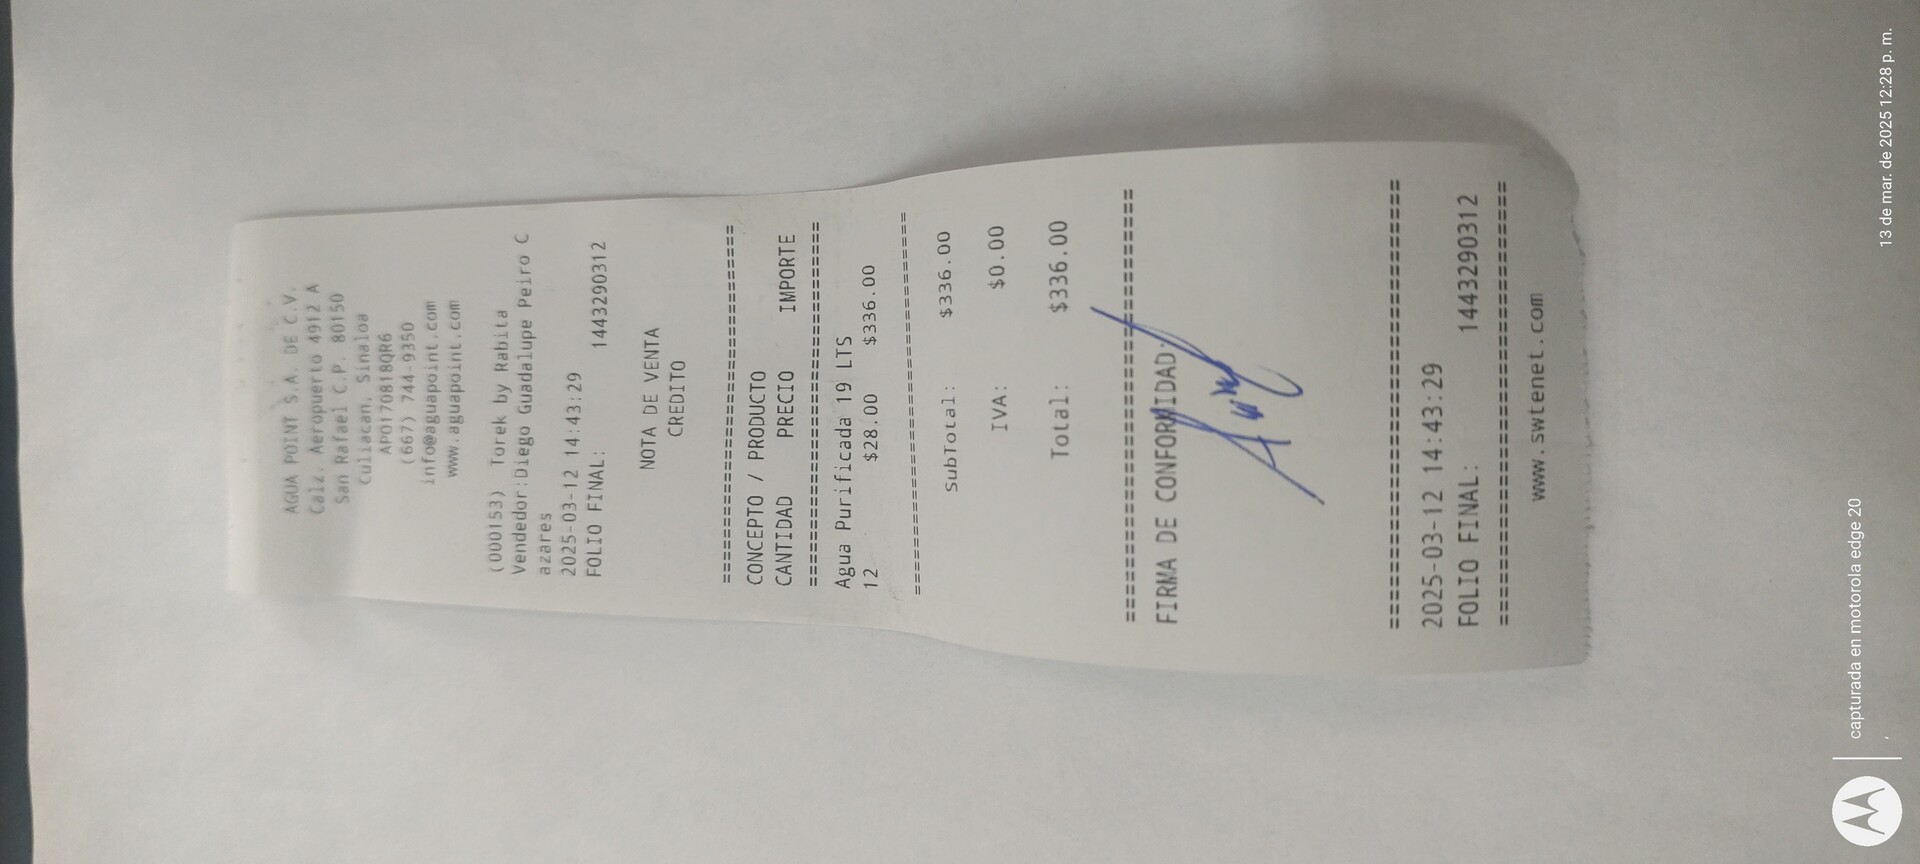 AGUA POINT S.A. DE C.V.
Calz. Aeropuerto 4912 A
San Rafael C.P. 80150
Culiacan, Sinaloa
APO170818QR6
(667) 744-9350
info@aguapoint.com
www.aguapoint.com
(000153) Torek by Rabita
Vendedor:Diego Guadalupe Peiro C
azares
2025-03-12 14:43:29
FOLIO FINAL: 1443290312
NOTA DE VENTA
CREDITO
================================
CONCEPTO / PRODUCTO
CANTIDAD PRECIO IMPORTE
================================
Agua Purificada 19 LTS
12 $28.00 $336.00
================================
SubTotal: $336.00
IVA: $0.00
Total: $336.00
================================
FIRMA DE CONFORMIDAD:
================================
2025-03-12 14:43:29
FOLIO FINAL: 1443290312
================================
www.swtenet.com
capturada en motorola edge 20
13 de mar. de 2025 12:28 p. m.